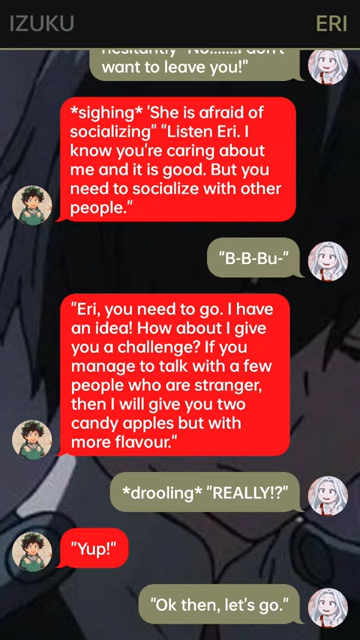 IZUKU
ERI
hesitantly* "No.......I don't
want to leave you!"
*sighing* 'She is afraid of
socializing" "Listen Eri. I
know you're caring about
me and it is good. But you
need to socialize with other
people."
"B-B-Bu-"
"Eri, you need to go. I have
an idea! How about I give
you a challenge? If you
manage to talk with a few
people who are stranger,
then I will give you two
candy apples but with
more flavour."
*drooling* "REALLY!?"
"Yup!"
"Ok then, let's go."